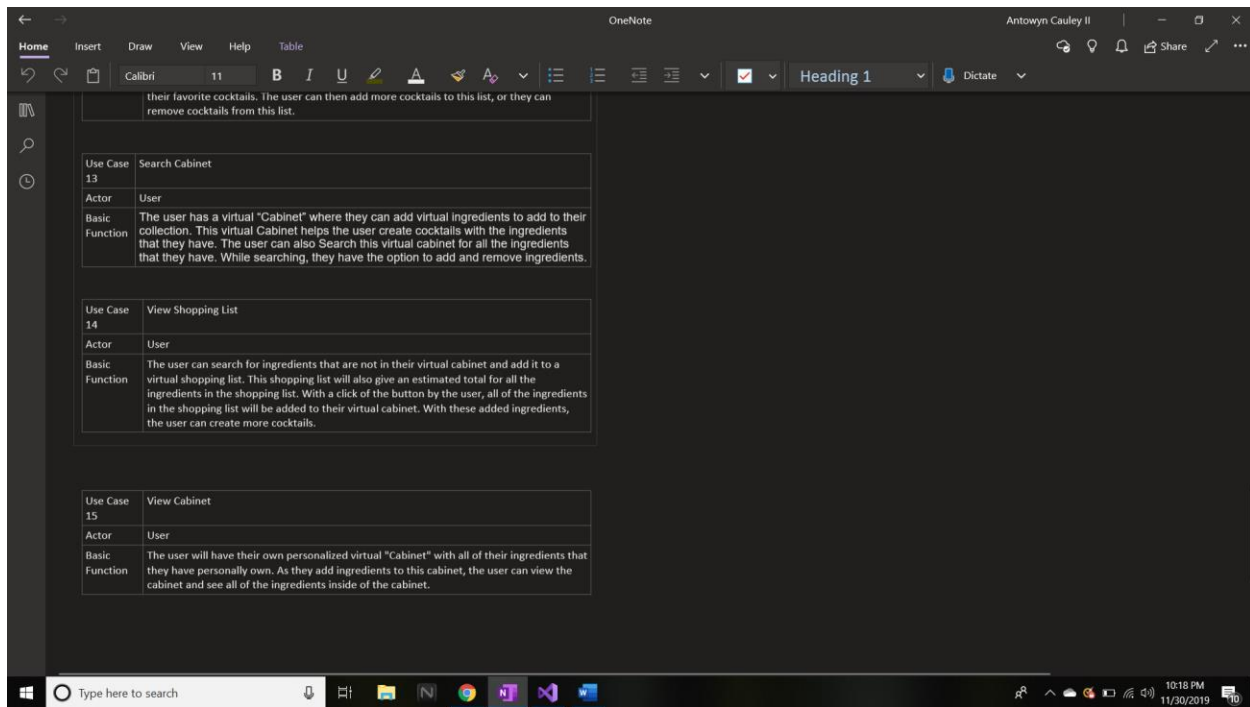 OneNote
Antowyn Cauley II
Home Insert Draw View Help Table
Share
Calibri 11 B I U A A Heading 1 Dictate
their favorite cocktails. The user can then add more cocktails to this list, or they can
remove cocktails from this list.
Use Case Search Cabinet
13
Actor User
Basic The user has a virtual "Cabinet" where they can add virtual ingredients to add to their
Function collection. This virtual Cabinet helps the user create cocktails with the ingredients
that they have. The user can also Search this virtual cabinet for all the ingredients
that they have. While searching, they have the option to add and remove ingredients.
Use Case View Shopping List
14
Actor User
Basic The user can search for ingredients that are not in their virtual cabinet and add it to a
Function virtual shopping list. This shopping list will also give an estimated total for all the
ingredients in the shopping list. With a click of the button by the user, all of the ingredients
in the shopping list will be added to their virtual cabinet. With these added ingredients,
the user can create more cocktails.
Use Case View Cabinet
15
Actor User
Basic The user will have their own personalized virtual "Cabinet" with all of their ingredients that
Function they have personally own. As they add ingredients to this cabinet, the user can view the
cabinet and see all of the ingredients inside of the cabinet.
Type here to search
10:18 PM
11/30/2019
10